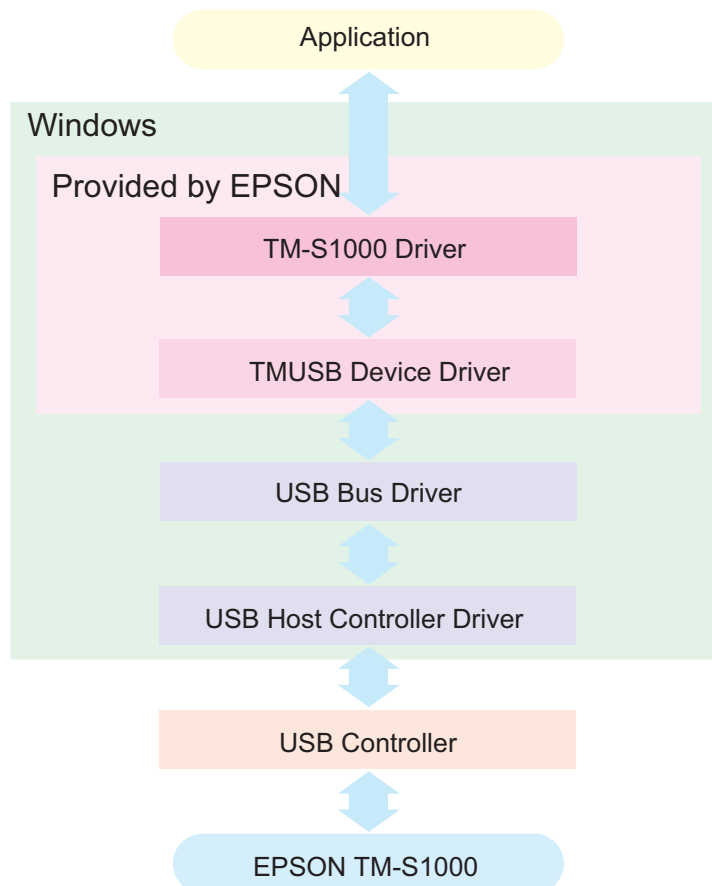 Application
Windows
Provided by EPSON
TM-S1000 Driver
TMUSB Device Driver
USB Bus Driver
USB Host Controller Driver
USB Controller
EPSON TM-S1000